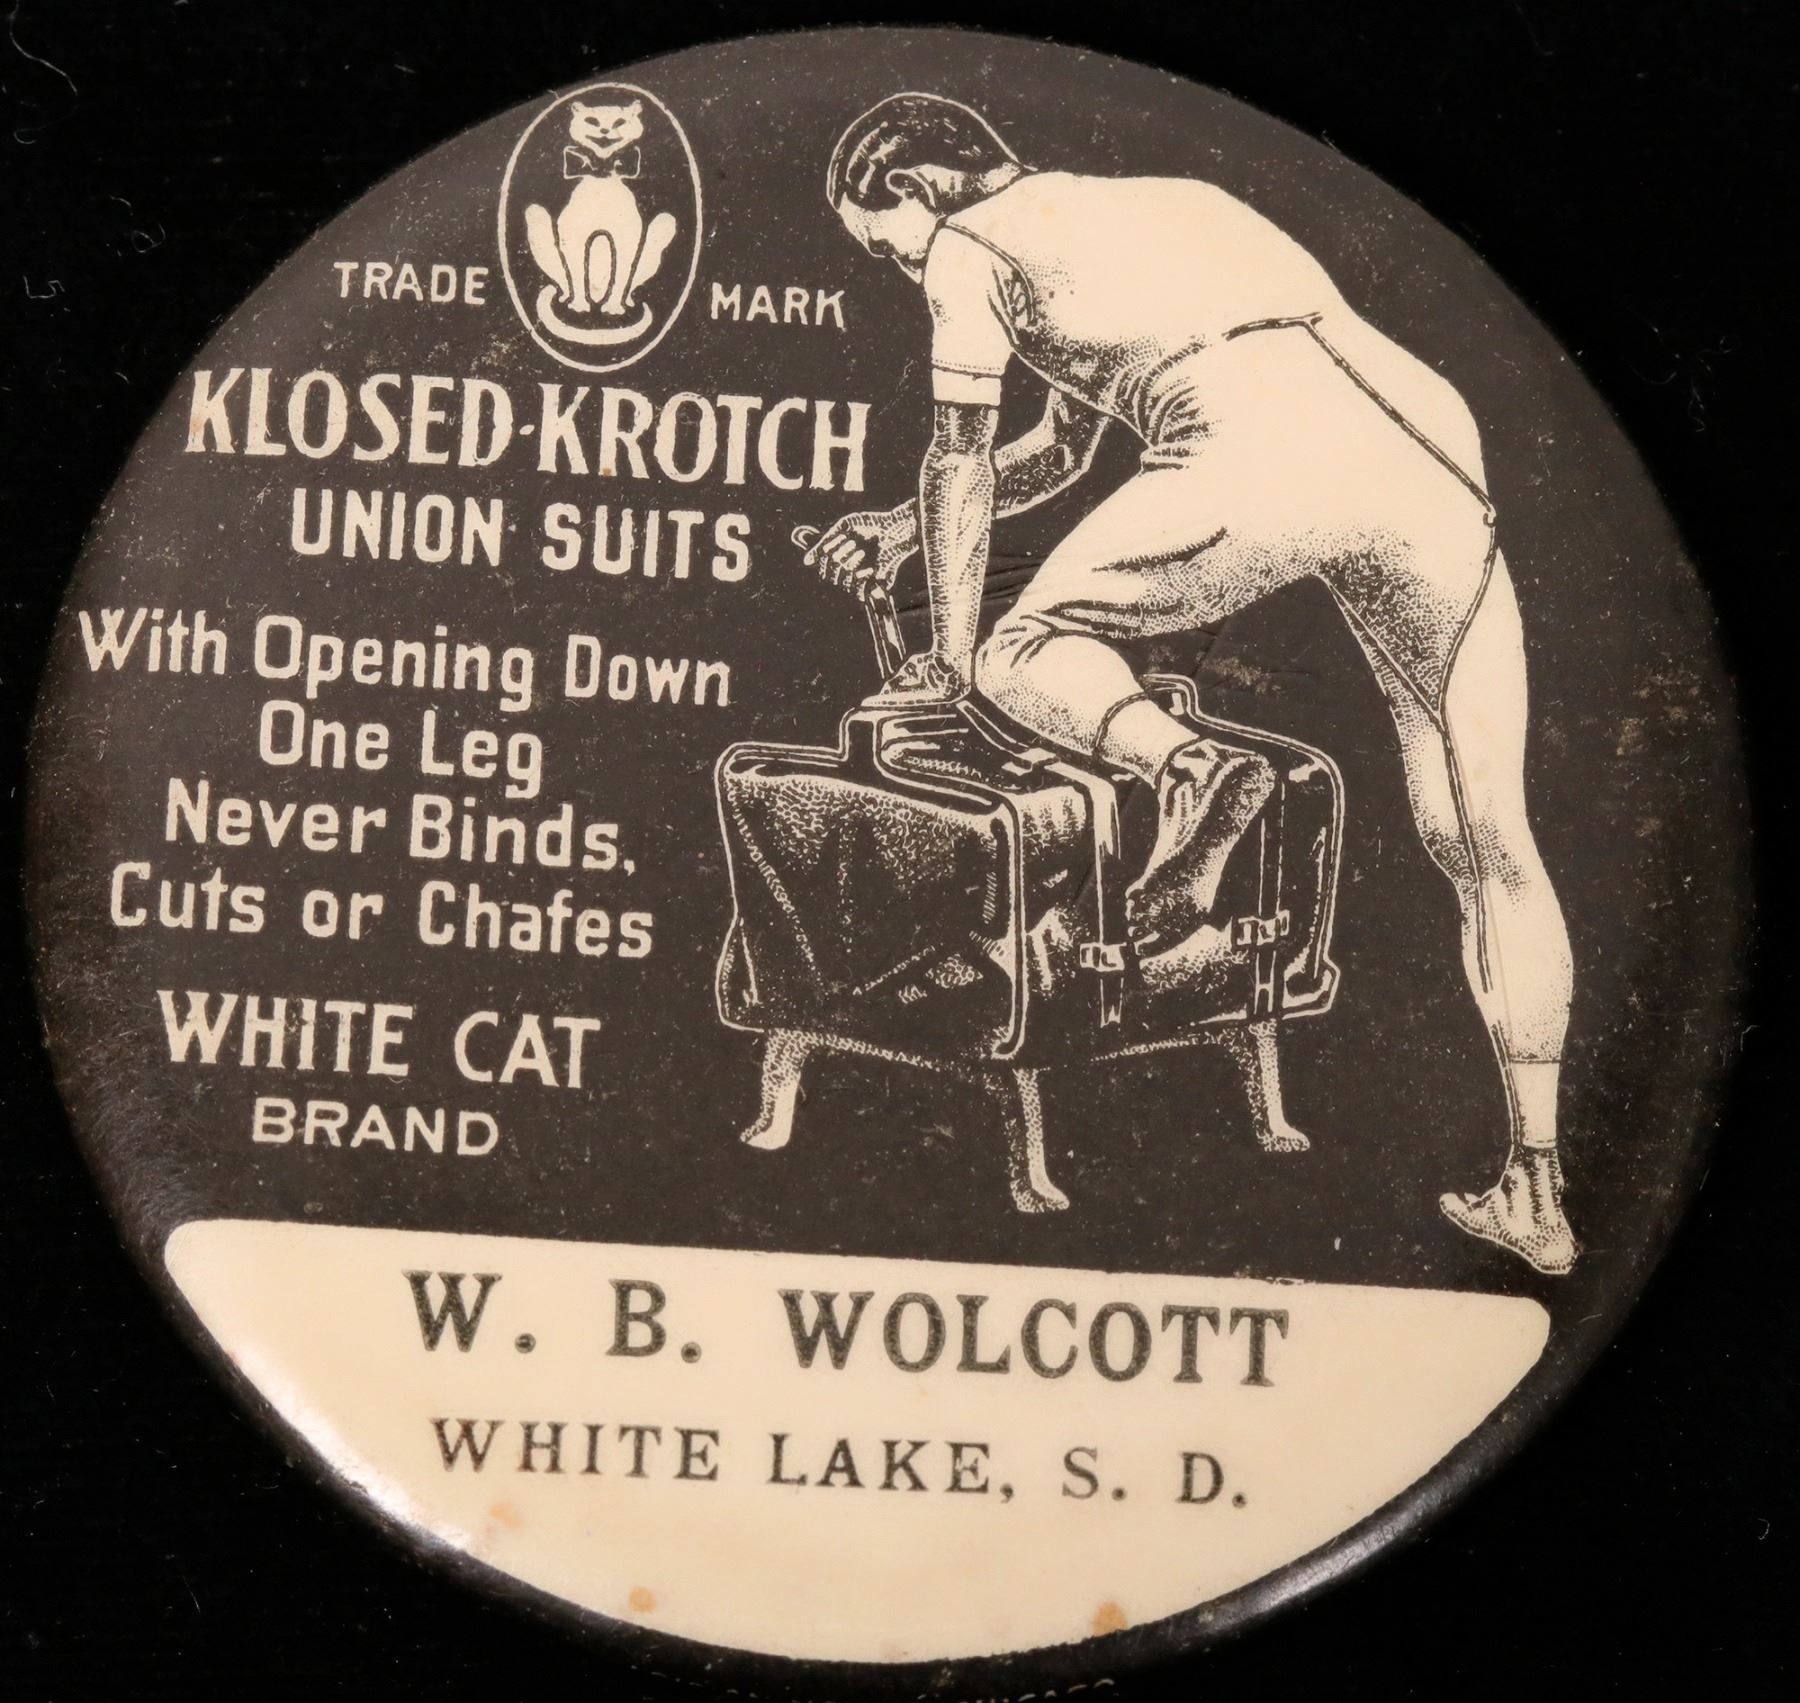 TRADE MARK
KLOSED-KROTCH
UNION SUITS
With Opening Down
One Leg
Never Binds,
Cuts or Chafes
WHITE CAT
BRAND
W. B. WOLCOTT
WHITE LAKE, S. D.